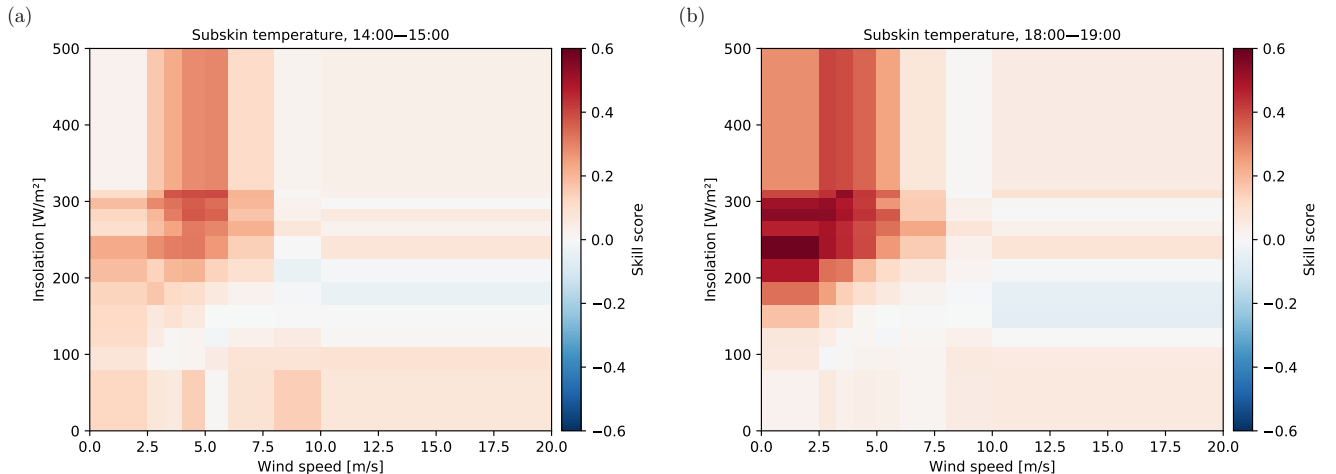 (a)
Subskin temperature, 14:00—15:00
500
400
300
200
100
0
Insolation [W/m²]
0.0 2.5 5.0 7.5 10.0 12.5 15.0 17.5 20.0
Wind speed [m/s]
0.6
0.4
0.2
0.0
−0.2
−0.4
−0.6
Skill score
(b)
Subskin temperature, 18:00—19:00
500
400
300
200
100
0
Insolation [W/m²]
0.0 2.5 5.0 7.5 10.0 12.5 15.0 17.5 20.0
Wind speed [m/s]
0.6
0.4
0.2
0.0
−0.2
−0.4
−0.6
Skill score